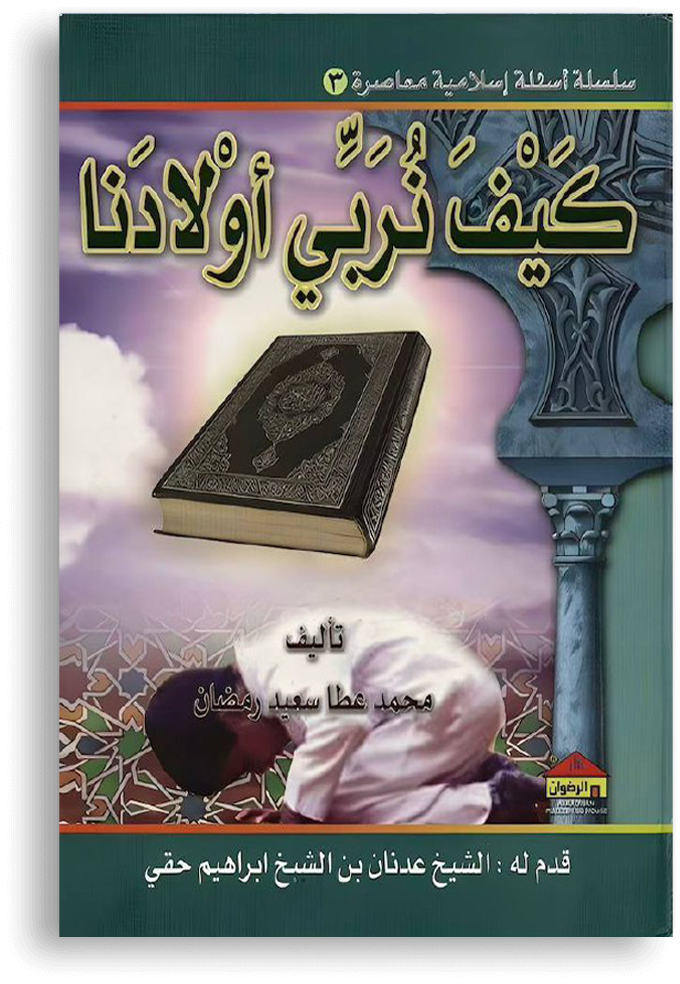 سلسلة أسئلة إسلامية معاصرة ٣
كَيْفَ نُرَبِّي أوْلادَنا
تأليف
محمد عطا سعيد رمضان
الرضوان
قدم له : الشيخ عدنان بن الشيخ ابراهيم حقي